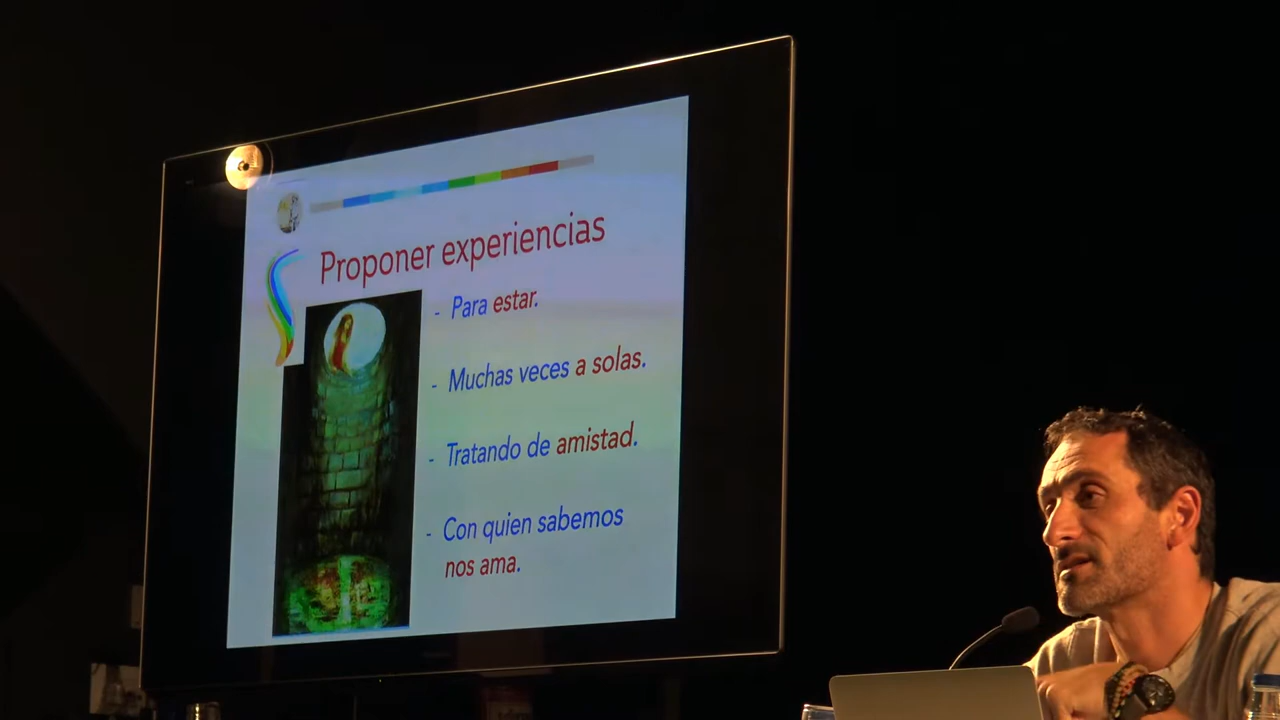 Proponer experiencias
- Para estar.
- Muchas veces a solas.
- Tratando de amistad.
- Con quien sabemos
nos ama.